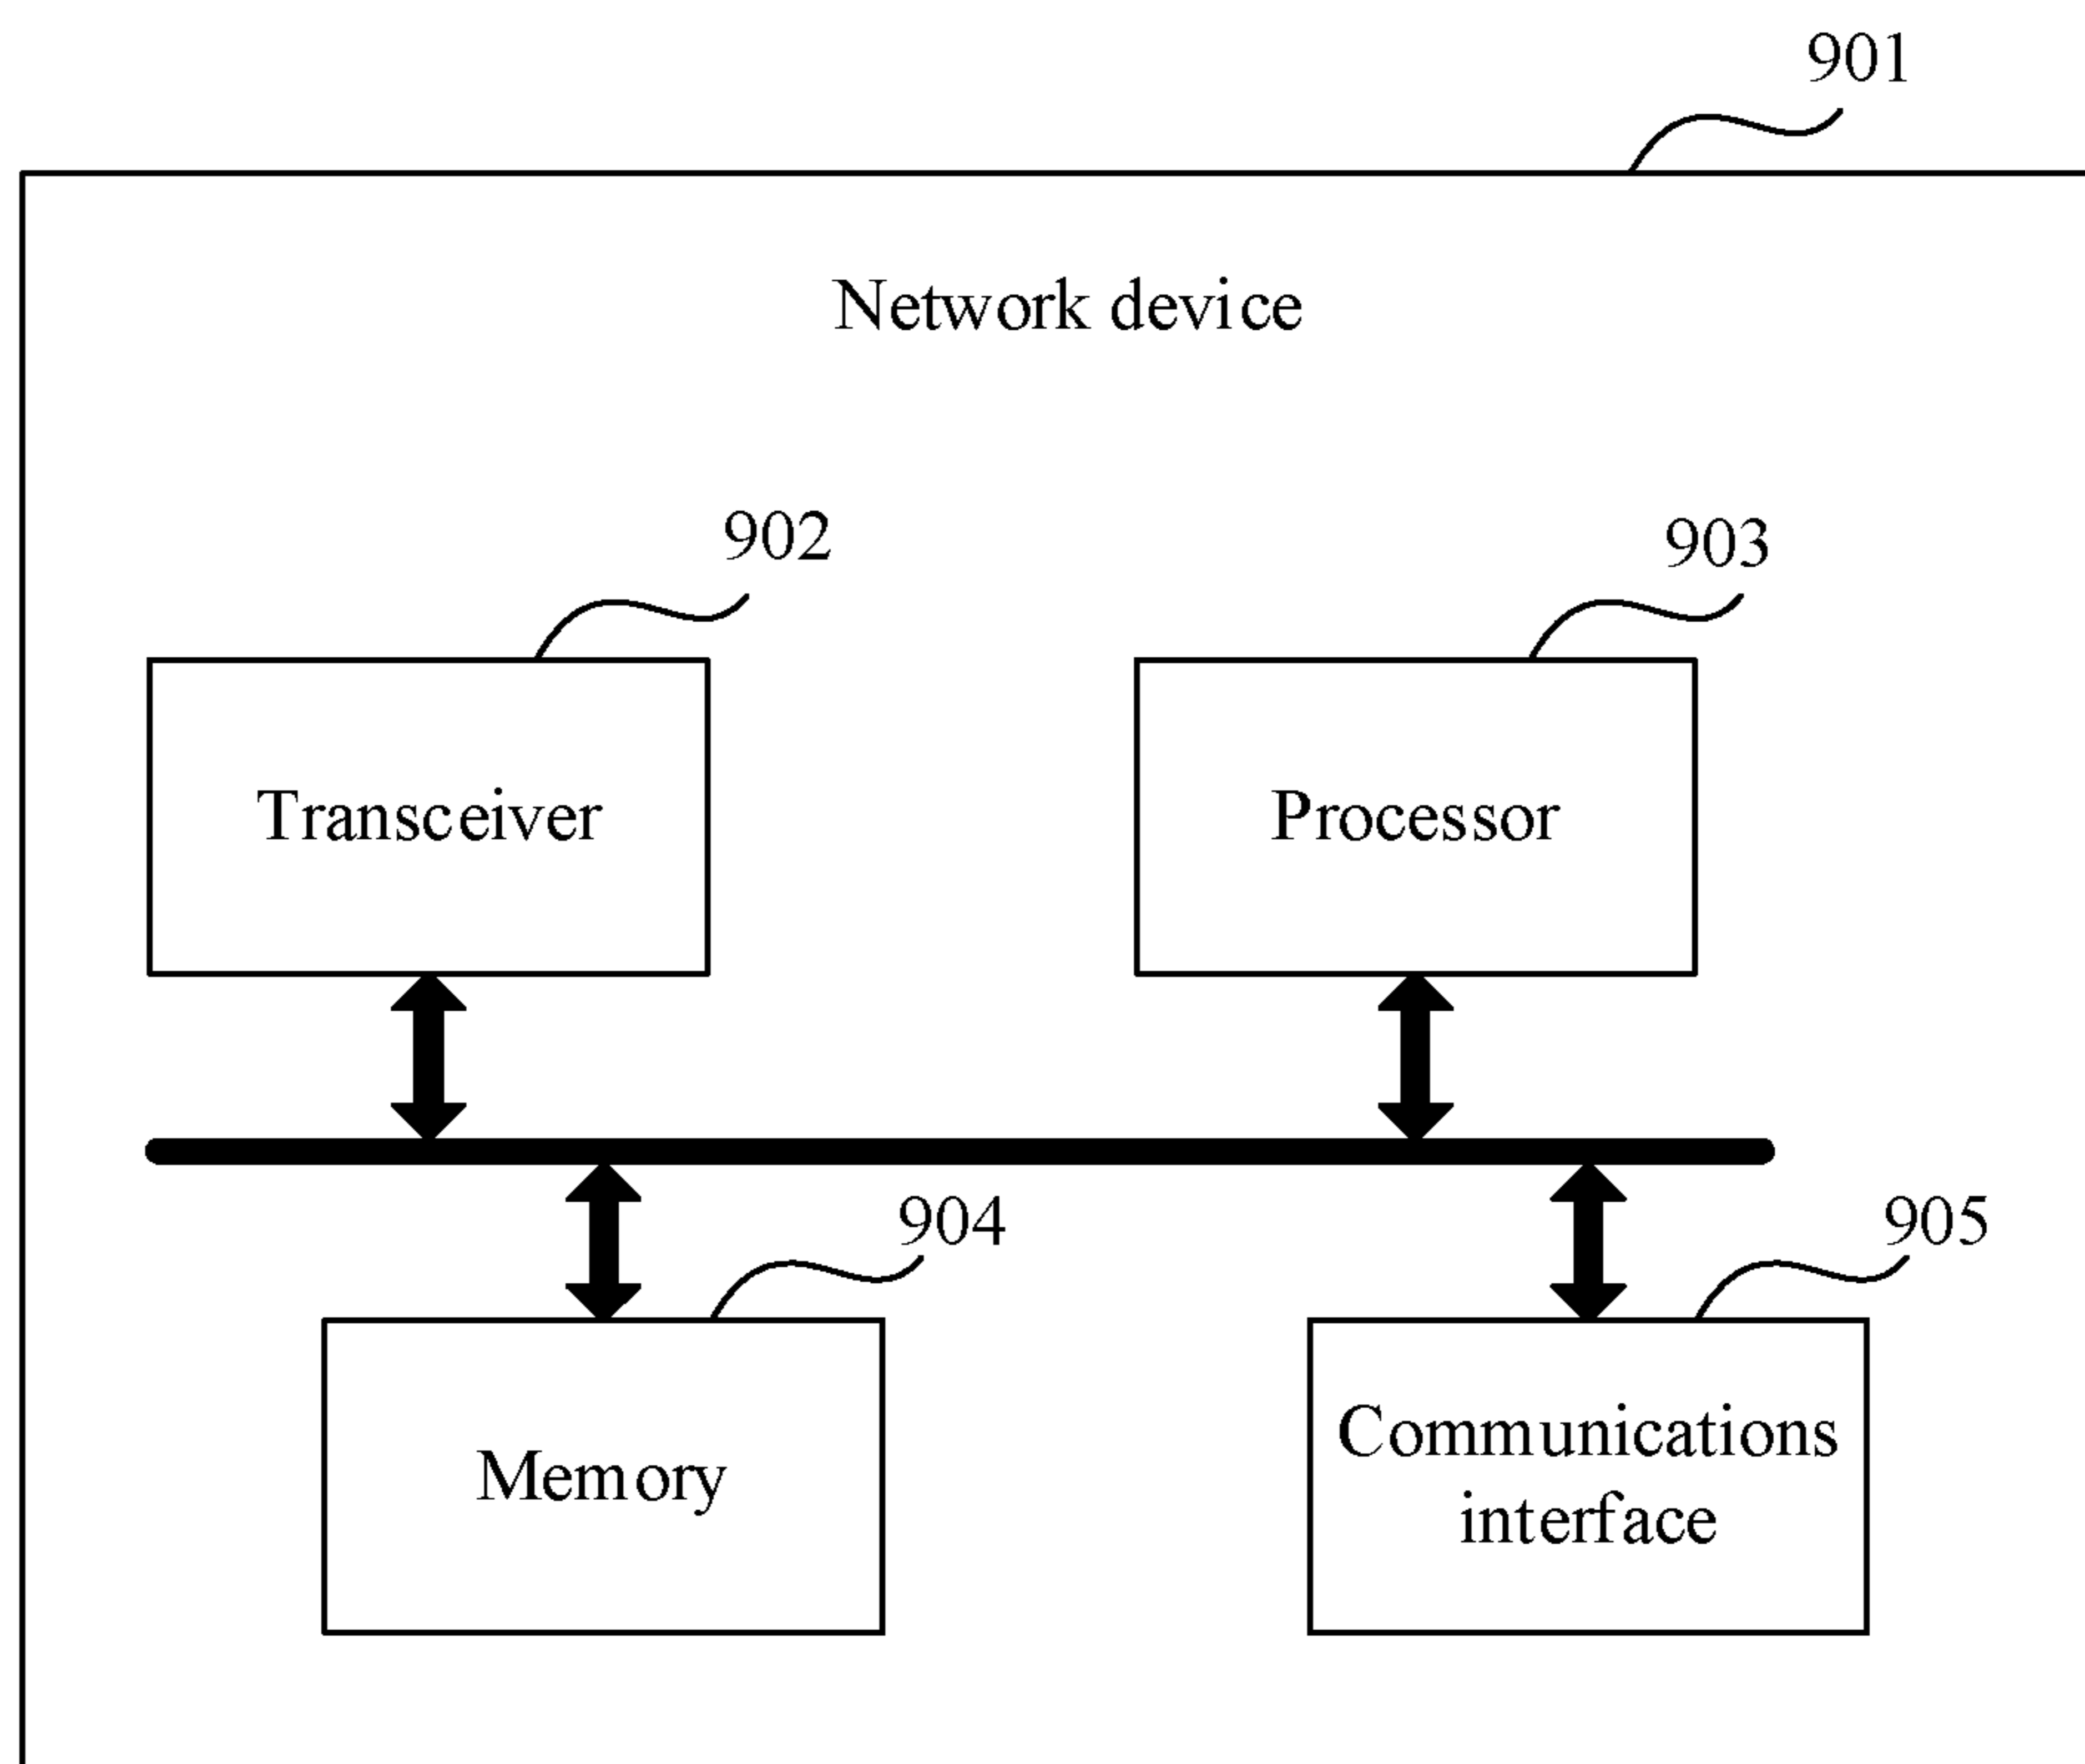 901
Network device
902
903
Transceiver
Processor
904
905
Memory
Communications
interface